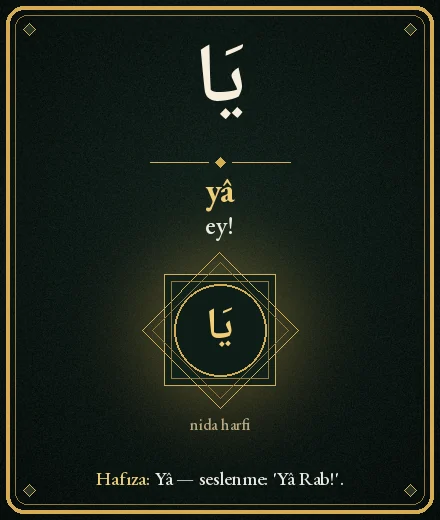 يَا
yâ
ey!
يَا
nida harfi
Hafıza: Yâ — seslenme: 'Yâ Rab!'.